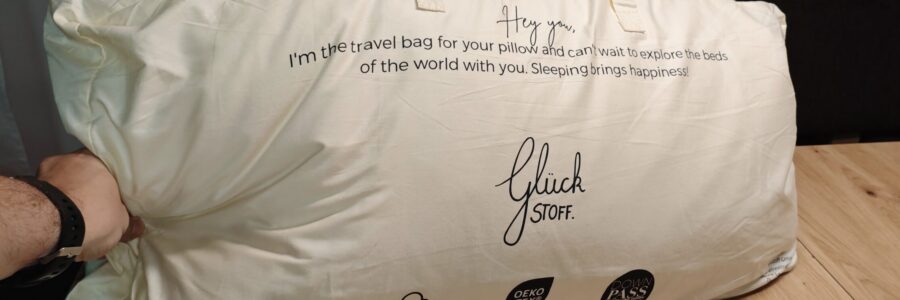 Hey you,
I'm the travel bag for your pillow and can't wait to explore the beds
of the world with you. Sleeping brings happiness!
Glück
STOFF.
OEKO
DOWN
PASS